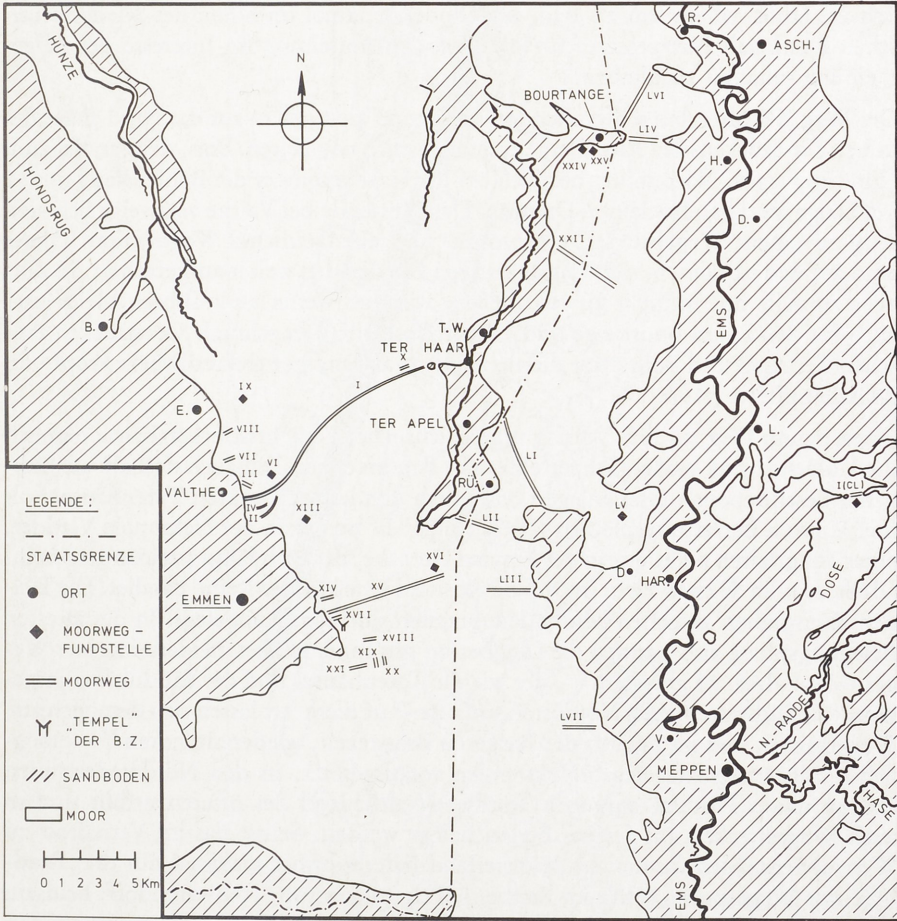 HUNZE
HONDSRUG
N
R.
ASCH.
BOURTANGE
LVI
LIV
XXIV
XXV
H.
D.
XXII
EMS
B.
T.W.
TER HAAR
X
I
IX
E.
VIII
VII
III
VI
TER APEL
LI
L.
VALTHE
IV
II
XIII
RÜ.
LII
LV
I(CL)
XVI
D
HAR.
DOSE
LIII
EMMEN
XIV
XV
XVII
XVIII
XIX
XXI
XX
LVII
V.
N.-RADDE
MEPPEN
HASE
EMS
LEGENDE :
STAATSGRENZE
ORT
MOORWEG –
FUNDSTELLE
MOORWEG
"TEMPEL"
DER B.Z.
SANDBODEN
MOOR
0 1 2 3 4 5Km